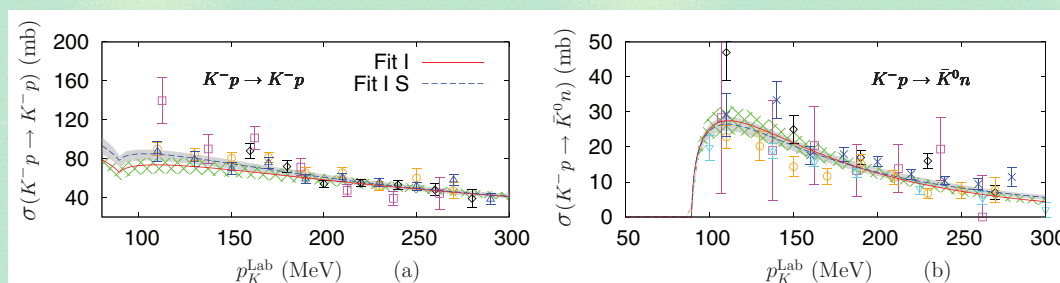 σ(K⁻p → K⁻p) (mb)
200
160
120
80
40
Fit I
Fit I S
K⁻p → K⁻p
100
150
200
250
300
p_K^Lab (MeV)
(a)
σ(K⁻p → K̄⁰n) (mb)
50
40
30
20
10
0
K⁻p → K̄⁰n
50
100
150
200
250
300
p_K^Lab (MeV)
(b)